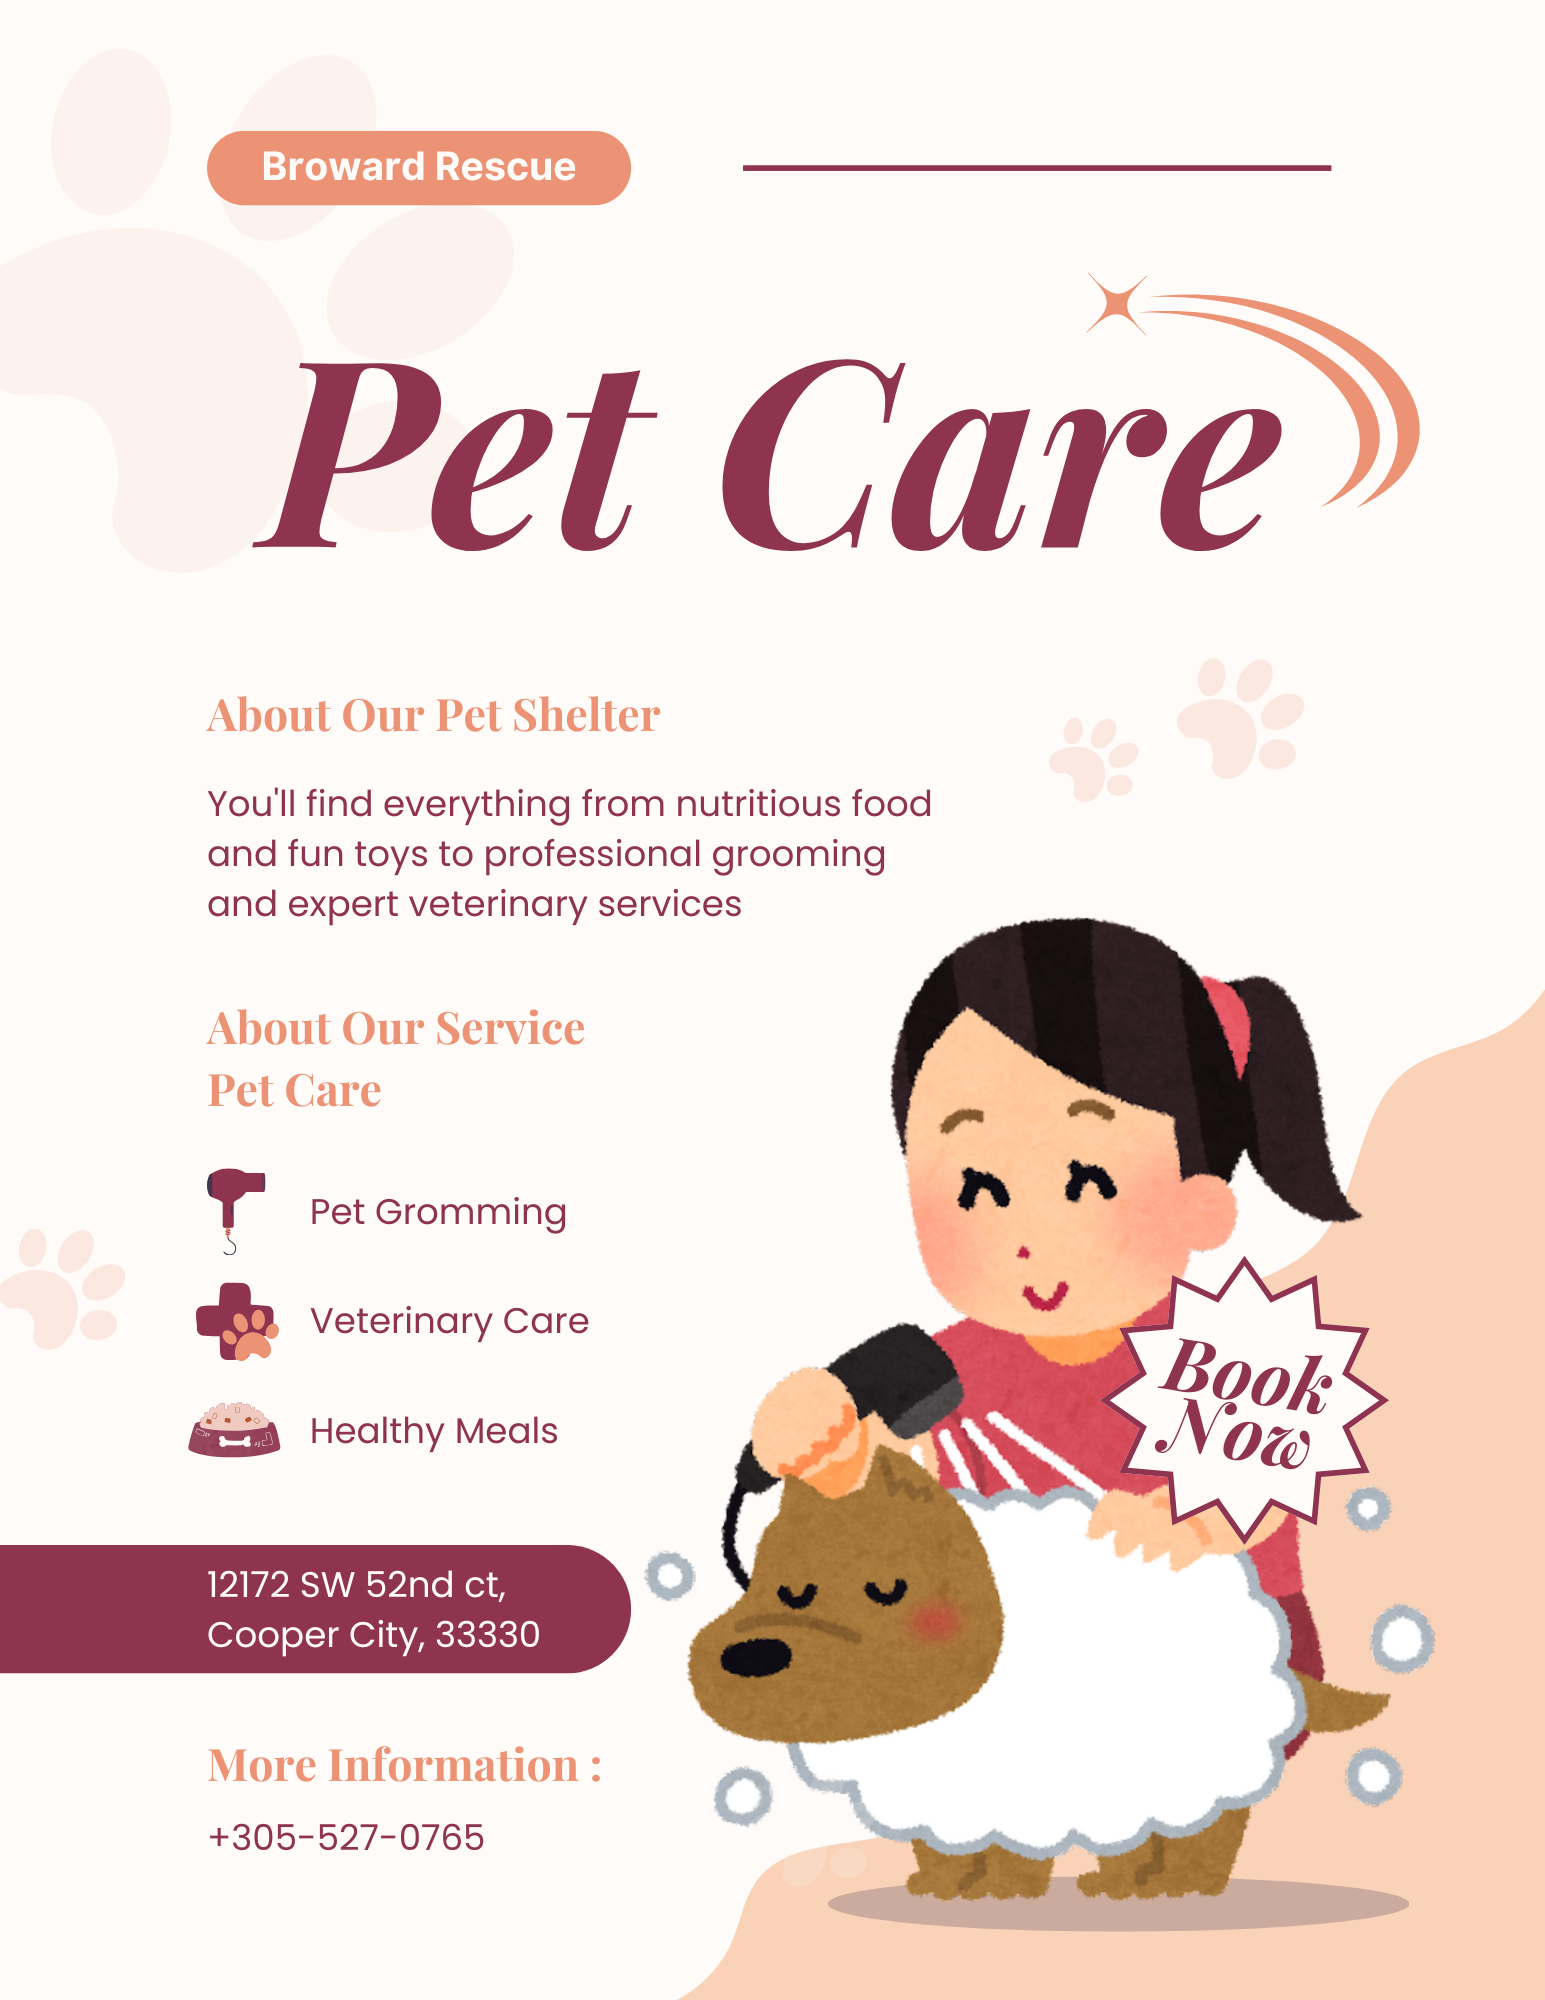 Broward Rescue
Pet Care
About Our Pet Shelter
You'll find everything from nutritious food
and fun toys to professional grooming
and expert veterinary services
About Our Service
Pet Care
Pet Gromming
Veterinary Care
Healthy Meals
Book
Now
12172 SW 52nd ct,
Cooper City, 33330
More Information :
+305-527-0765